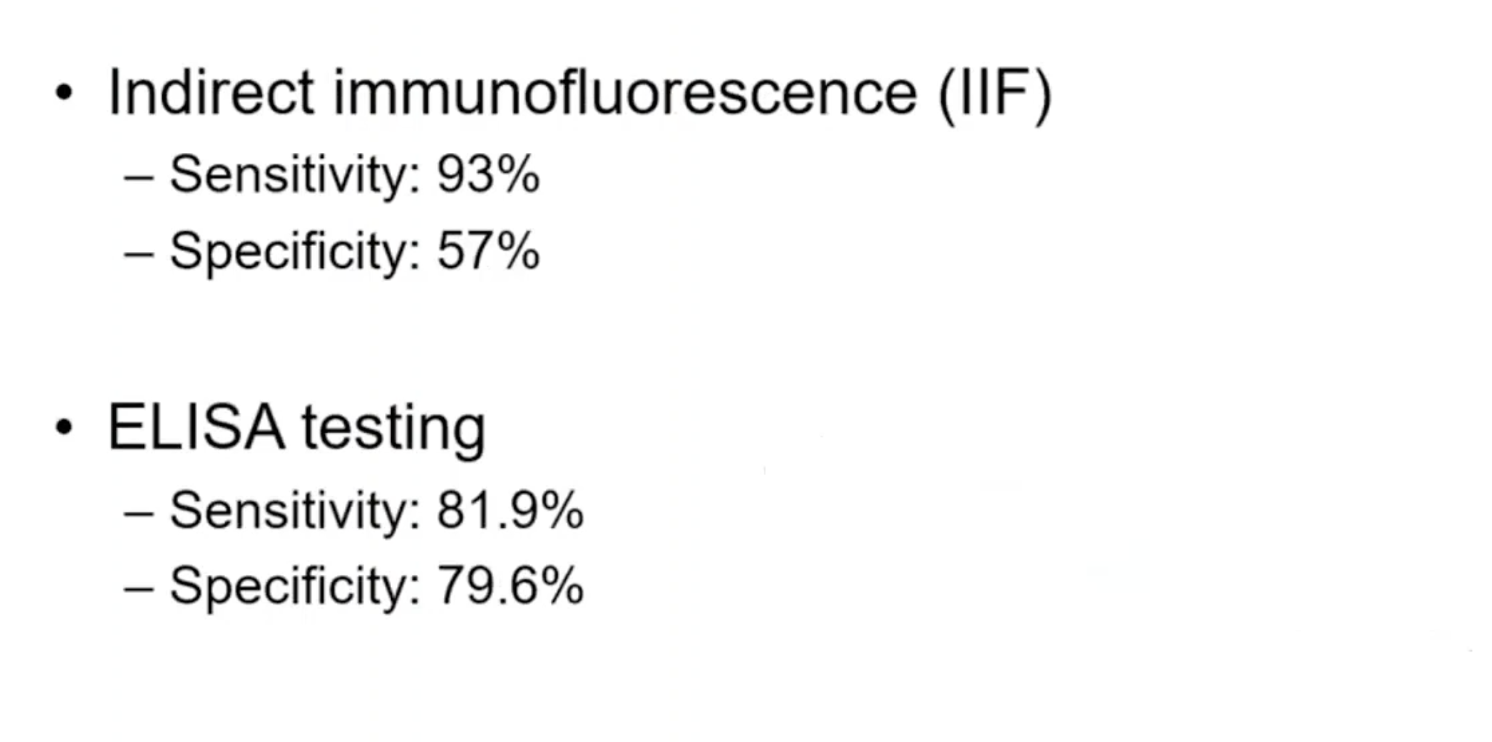 • Indirect immunofluorescence (IIF)
– Sensitivity: 93%
– Specificity: 57%
• ELISA testing
– Sensitivity: 81.9%
– Specificity: 79.6%